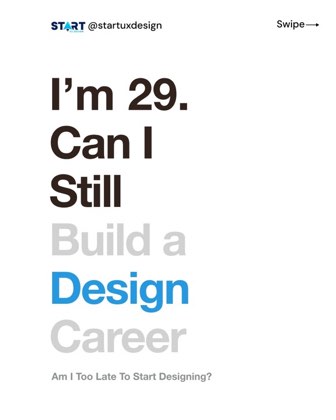 START @startuxdesign
Swipe
I'm 29.
Can I
Still
Build a
Design
Career
Am I Too Late To Start Designing?